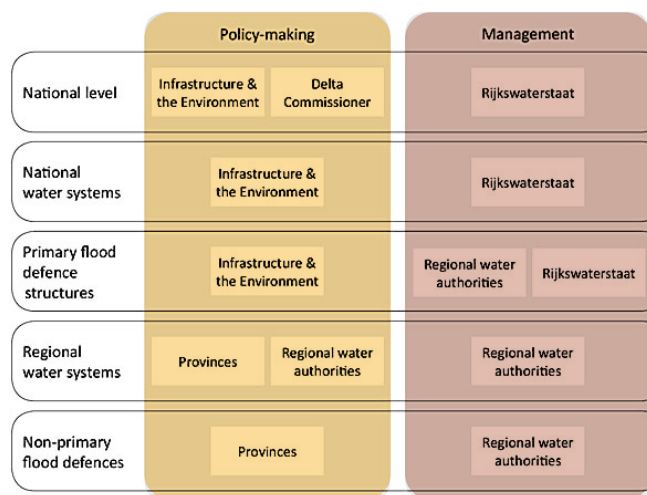 Policy-making
Management
National level
Infrastructure &
the Environment
Delta
Commissioner
Rijkswaterstaat
National
water systems
Infrastructure &
the Environment
Rijkswaterstaat
Primary flood
defence
structures
Infrastructure &
the Environment
Regional water
authorities
Rijkswaterstaat
Regional
water systems
Provinces
Regional water
authorities
Regional water
authorities
Non-primary
flood defences
Provinces
Regional water
authorities